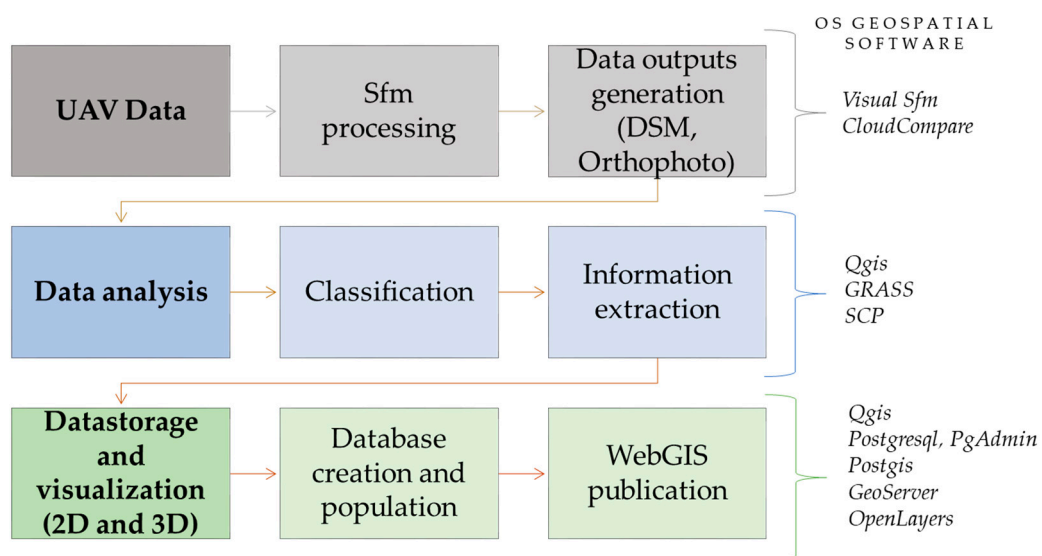 OS GEOSPATIAL
SOFTWARE
UAV Data
Sfm
processing
Data outputs
generation
(DSM,
Orthophoto)
Visual Sfm
CloudCompare
Data analysis
Classification
Information
extraction
Qgis
GRASS
SCP
Datastorage
and
visualization
(2D and 3D)
Database
creation and
population
WebGIS
publication
Qgis
Postgresql, PgAdmin
Postgis
GeoServer
OpenLayers